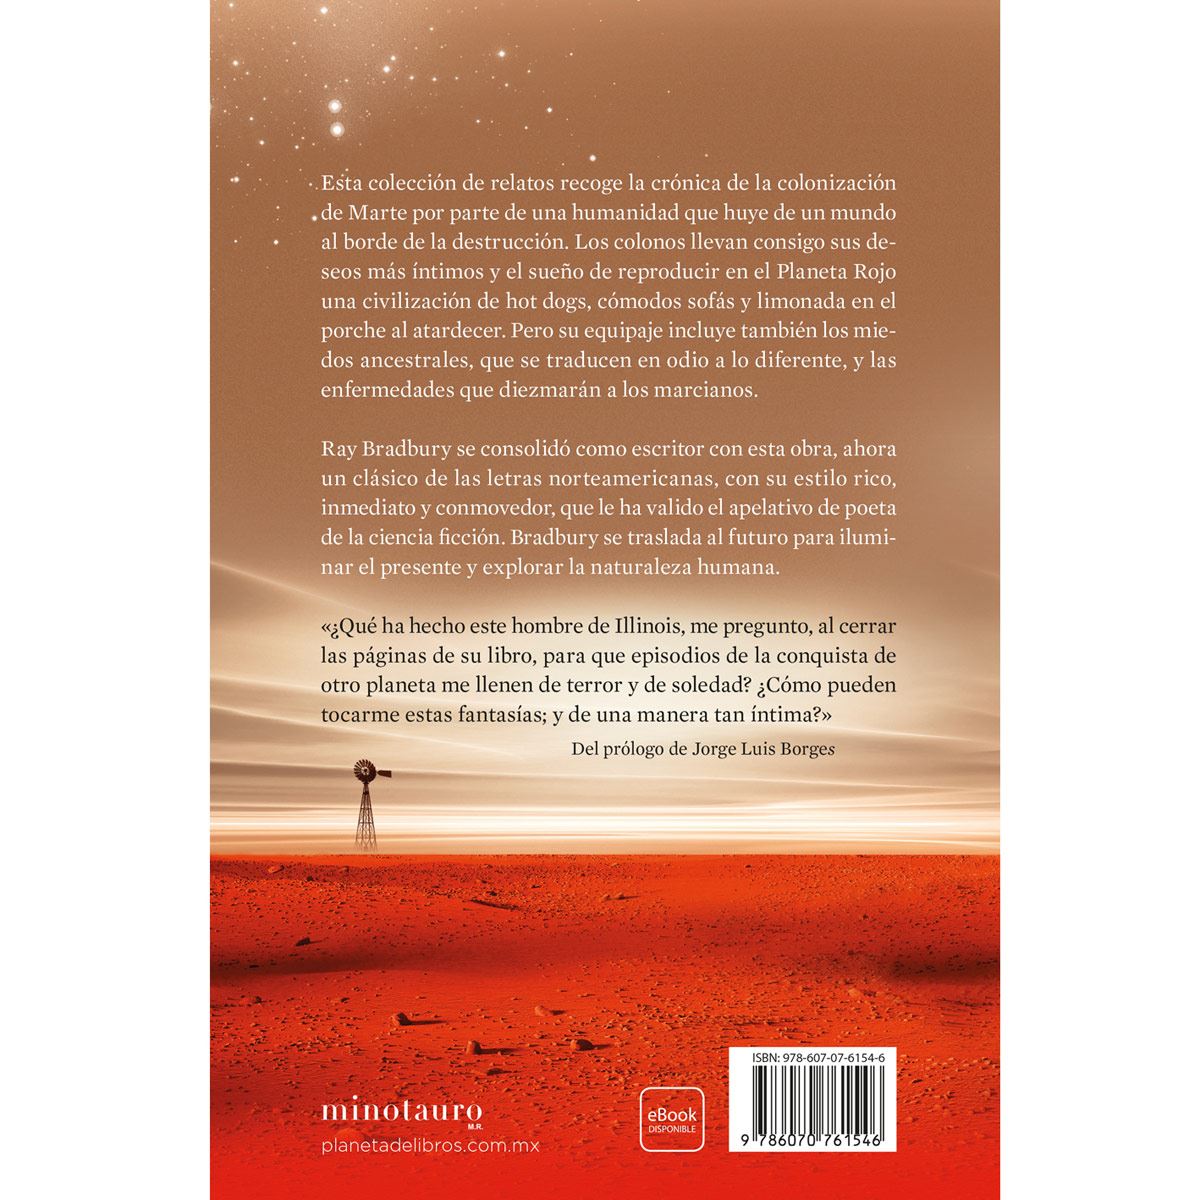 Esta colección de relatos recoge la crónica de la colonización
de Marte por parte de una humanidad que huye de un mundo
al borde de la destrucción. Los colonos llevan consigo sus de-
seos más íntimos y el sueño de reproducir en el Planeta Rojo
una civilización de hot dogs, cómodos sofás y limonada en el
porche al atardecer. Pero su equipaje incluye también los mie-
dos ancestrales, que se traducen en odio a lo diferente, y las
enfermedades que diezmarán a los marcianos.
Ray Bradbury se consolidó como escritor con esta obra, ahora
un clásico de las letras norteamericanas, con su estilo rico,
inmediato y conmovedor, que le ha valido el apelativo de poeta
de la ciencia ficción. Bradbury se traslada al futuro para ilumi-
nar el presente y explorar la naturaleza humana.
«¿Qué ha hecho este hombre de Illinois, me pregunto, al cerrar
las páginas de su libro, para que episodios de la conquista de
otro planeta me llenen de terror y de soledad? ¿Cómo pueden
tocarme estas fantasías; y de una manera tan íntima?»
Del prólogo de Jorge Luis Borges
minotauro
M.R.
planetadelibros.com.mx
eBook
DISPONIBLE
ISBN: 978-607-07-6154-6
9 786070 761546